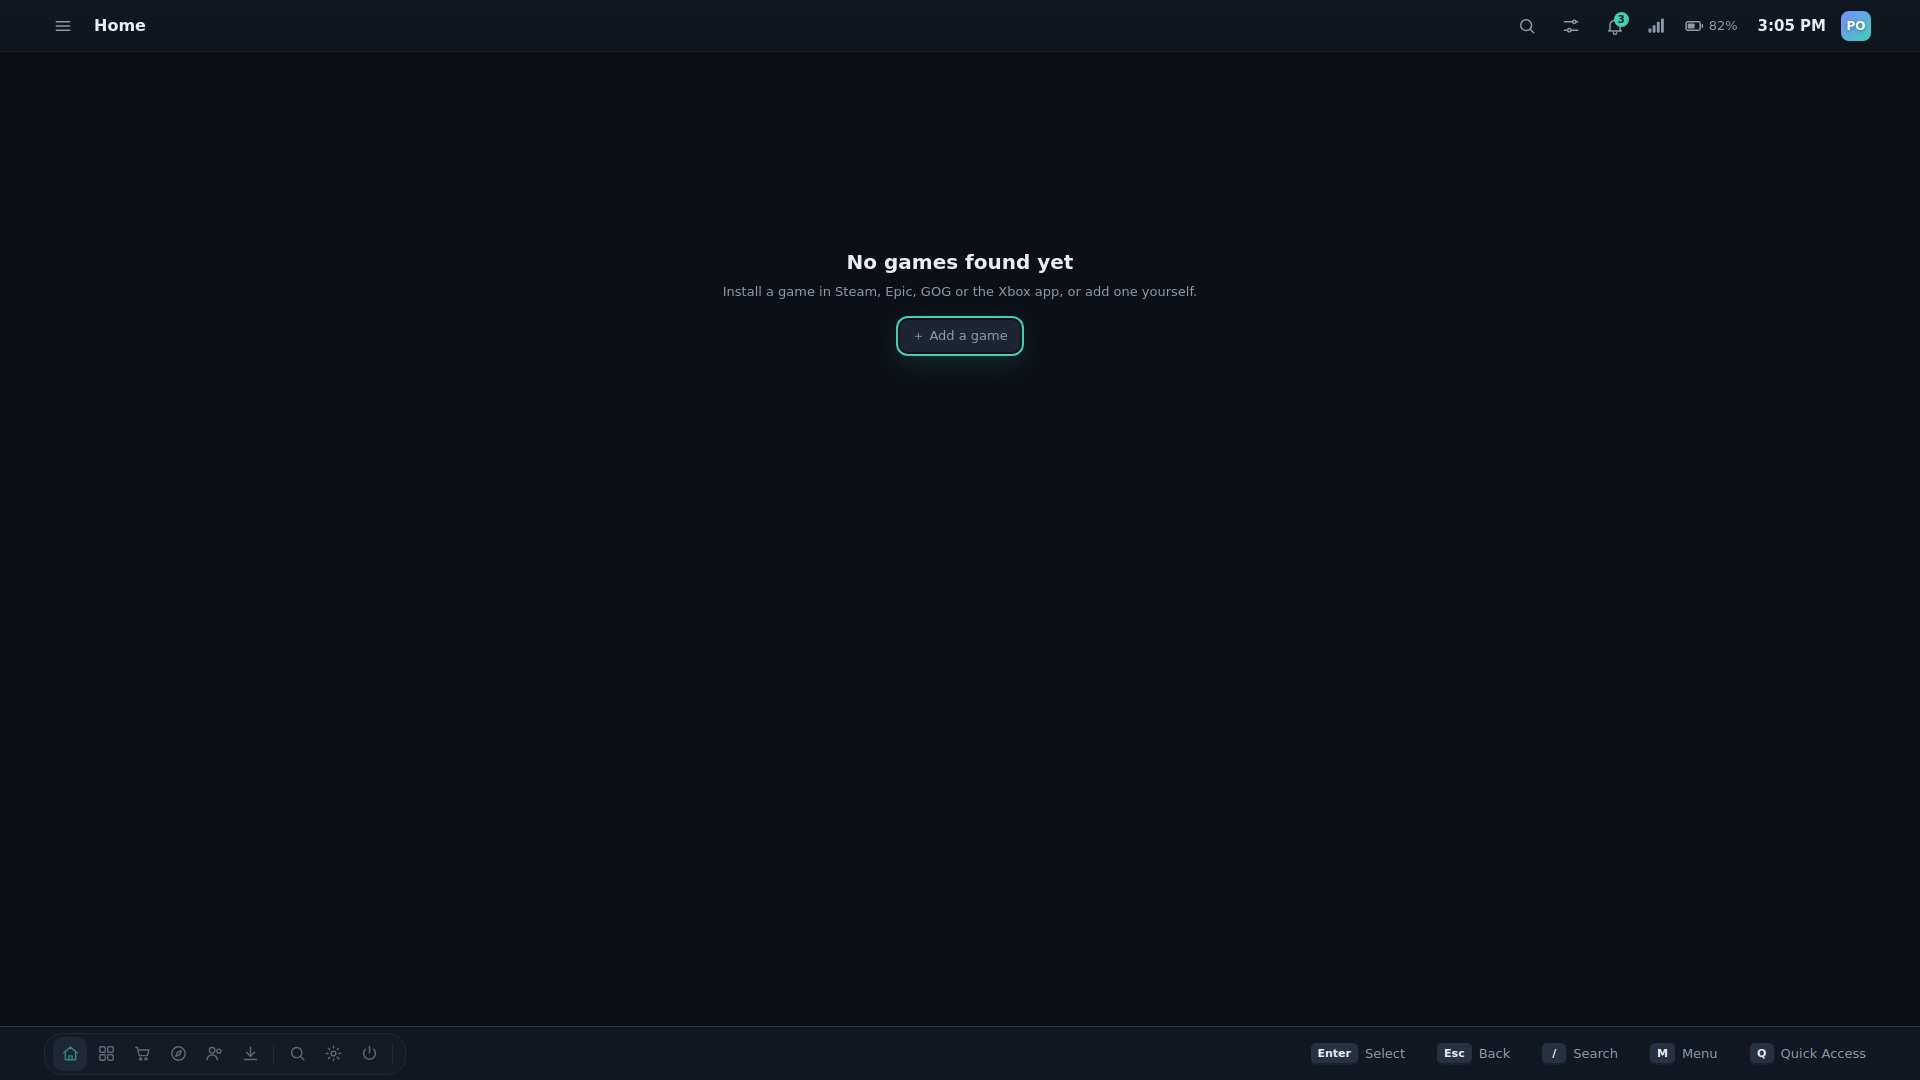 Home
3
82%
3:05 PM
PO
No games found yet
Install a game in Steam, Epic, GOG or the Xbox app, or add one yourself.
+ Add a game
Enter Select
Esc Back
/ Search
M Menu
Q Quick Access